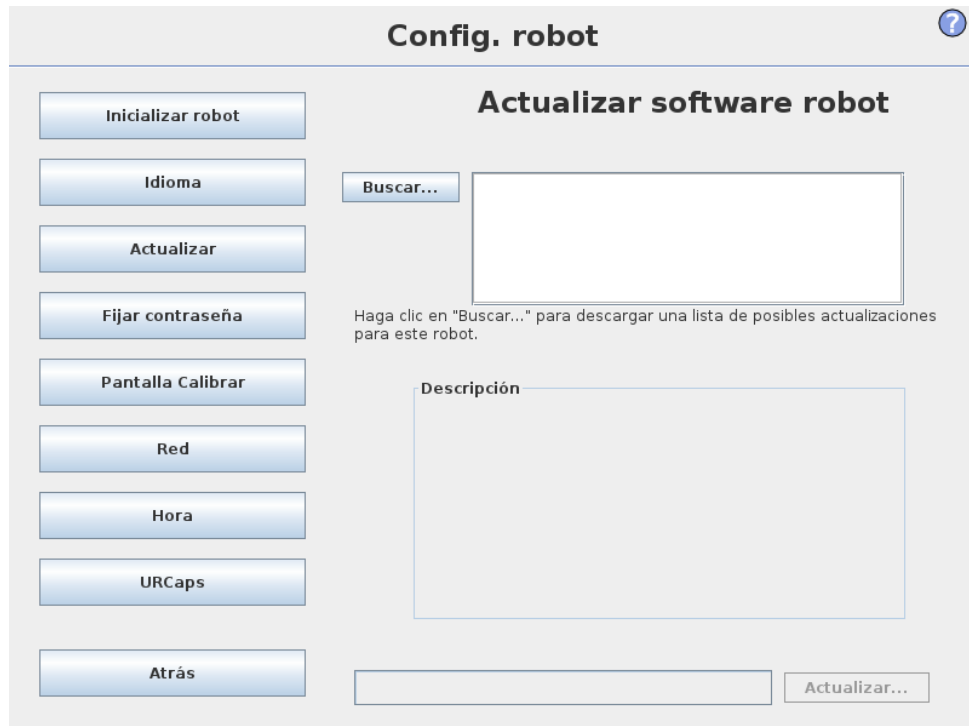 Config. robot
?
Inicializar robot
Idioma
Actualizar
Fijar contraseña
Pantalla Calibrar
Red
Hora
URCaps
Atrás
Actualizar software robot
Buscar...
Haga clic en "Buscar..." para descargar una lista de posibles actualizaciones
para este robot.
Descripción
Actualizar...